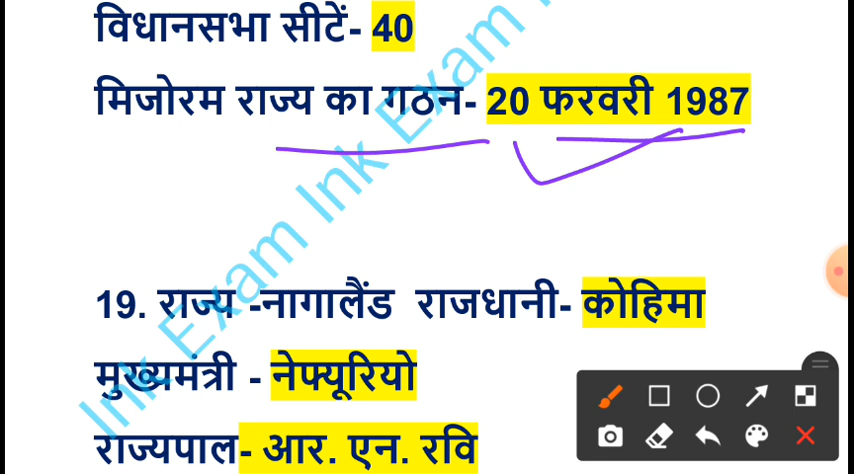 विधानसभा सीटें- 40
मिजोरम राज्य का गठन- 20 फरवरी 1987
Ink Exam Ink Exam
19. राज्य -नागालैंड राजधानी- कोहिमा
मुख्यमंत्री - नेफ्यूरियो
राज्यपाल- आर. एन. रवि